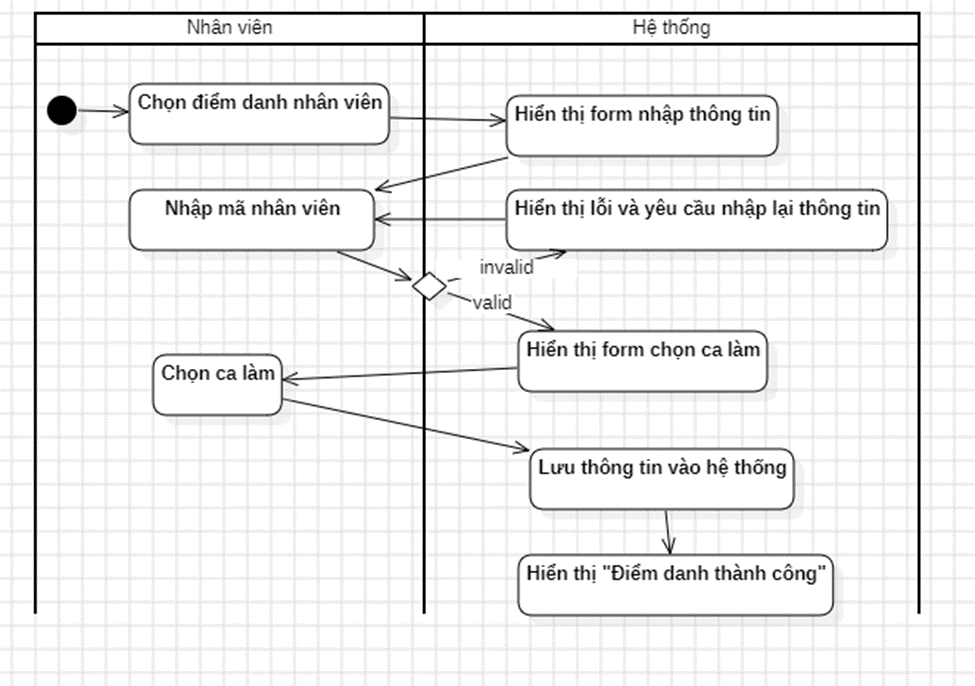 Nhân viên
Hệ thống
Chọn điểm danh nhân viên
Hiển thị form nhập thông tin
Nhập mã nhân viên
Hiển thị lỗi và yêu cầu nhập lại thông tin
invalid
valid
Hiển thị form chọn ca làm
Chọn ca làm
Lưu thông tin vào hệ thống
Hiển thị "Điểm danh thành công"